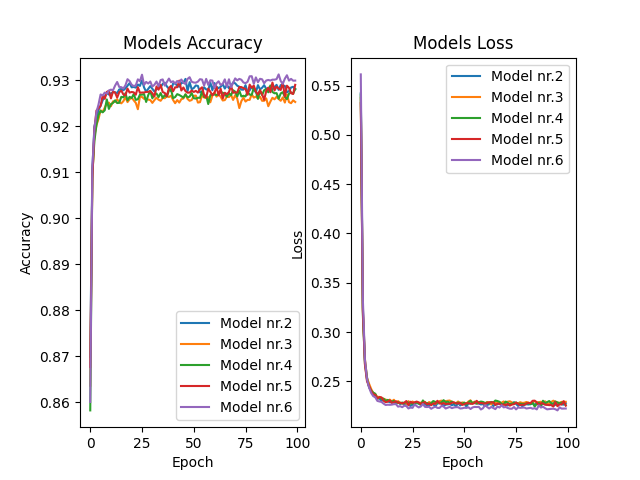 Models Accuracy
0.93
0.92
0.91
0.90
0.89
0.88
0.87
0.86
Accuracy
0
25
50
75
100
Epoch
Model nr.2
Model nr.3
Model nr.4
Model nr.5
Model nr.6
Models Loss
0.55
0.50
0.45
0.40
0.35
0.30
0.25
Loss
0
25
50
75
100
Epoch
Model nr.2
Model nr.3
Model nr.4
Model nr.5
Model nr.6